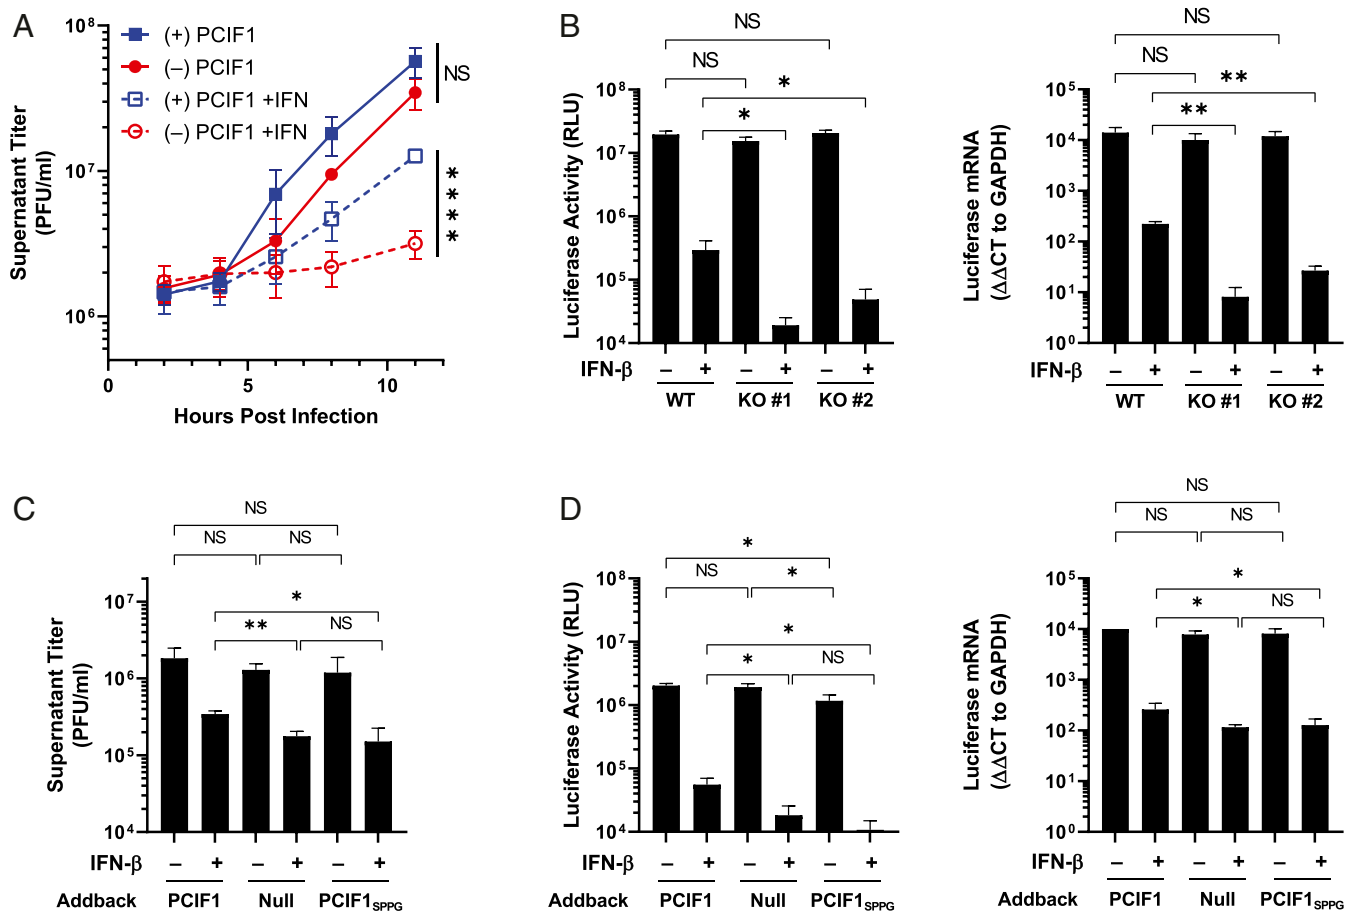 A
(+) PCIF1
(–) PCIF1
(+) PCIF1 +IFN
(–) PCIF1 +IFN
Supernatant Titer
(PFU/ml)
10⁸
10⁷
10⁶
0 5 10
Hours Post Infection
NS
****
B
NS
NS *
*
Luciferase Activity (RLU)
10⁸
10⁷
10⁶
10⁵
10⁴
IFN-β – + – + – +
WT KO #1 KO #2
NS
NS **
**
Luciferase mRNA
(ΔΔCT to GAPDH)
10⁵
10⁴
10³
10²
10¹
10⁰
IFN-β – + – + – +
WT KO #1 KO #2
C
NS
NS NS
*
** NS
Supernatant Titer
(PFU/ml)
10⁷
10⁶
10⁵
10⁴
IFN-β – + – + – +
Addback PCIF1 Null PCIF1SPPG
D
*
NS *
*
* NS
Luciferase Activity (RLU)
10⁸
10⁷
10⁶
10⁵
10⁴
IFN-β – + – + – +
Addback PCIF1 Null PCIF1SPPG
NS
NS NS
*
* NS
Luciferase mRNA
(ΔΔCT to GAPDH)
10⁵
10⁴
10³
10²
10¹
10⁰
IFN-β – + – + – +
Addback PCIF1 Null PCIF1SPPG